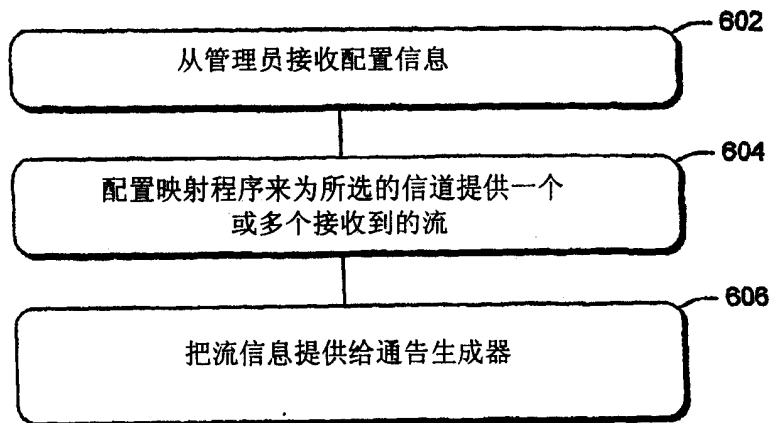 602
从管理员接收配置信息
604
配置映射程序来为所选的信道提供一个
或多个接收到的流
606
把流信息提供给通告生成器